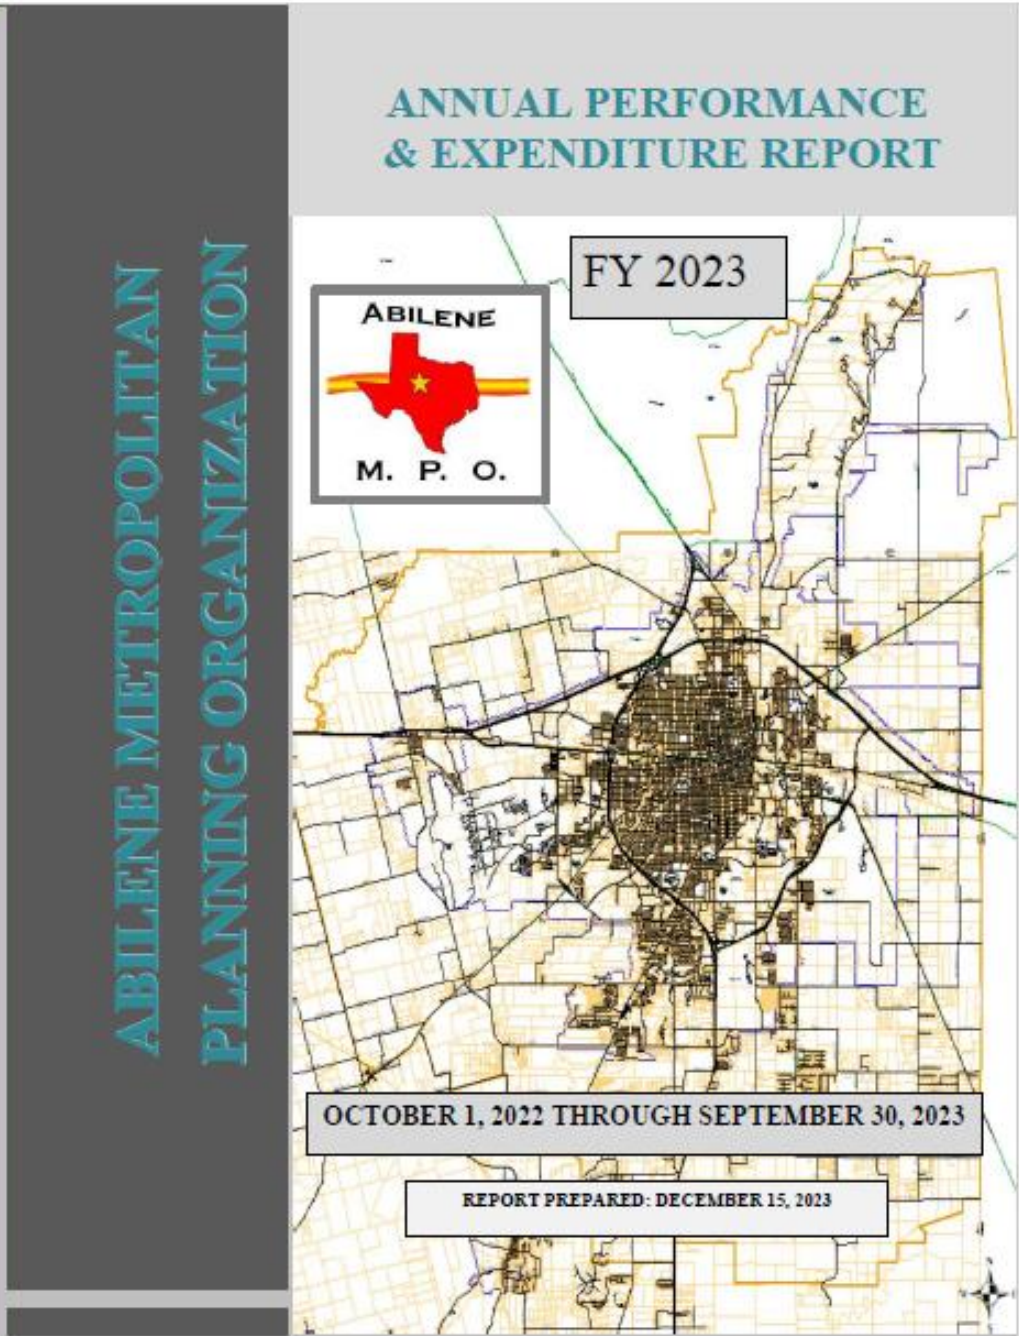 ANNUAL PERFORMANCE
& EXPENDITURE REPORT
FY 2023
ABILENE
M. P. O.
ABILENE METROPOLITAN
PLANNING ORGANIZATION
OCTOBER 1, 2022 THROUGH SEPTEMBER 30, 2023
REPORT PREPARED: DECEMBER 15, 2023